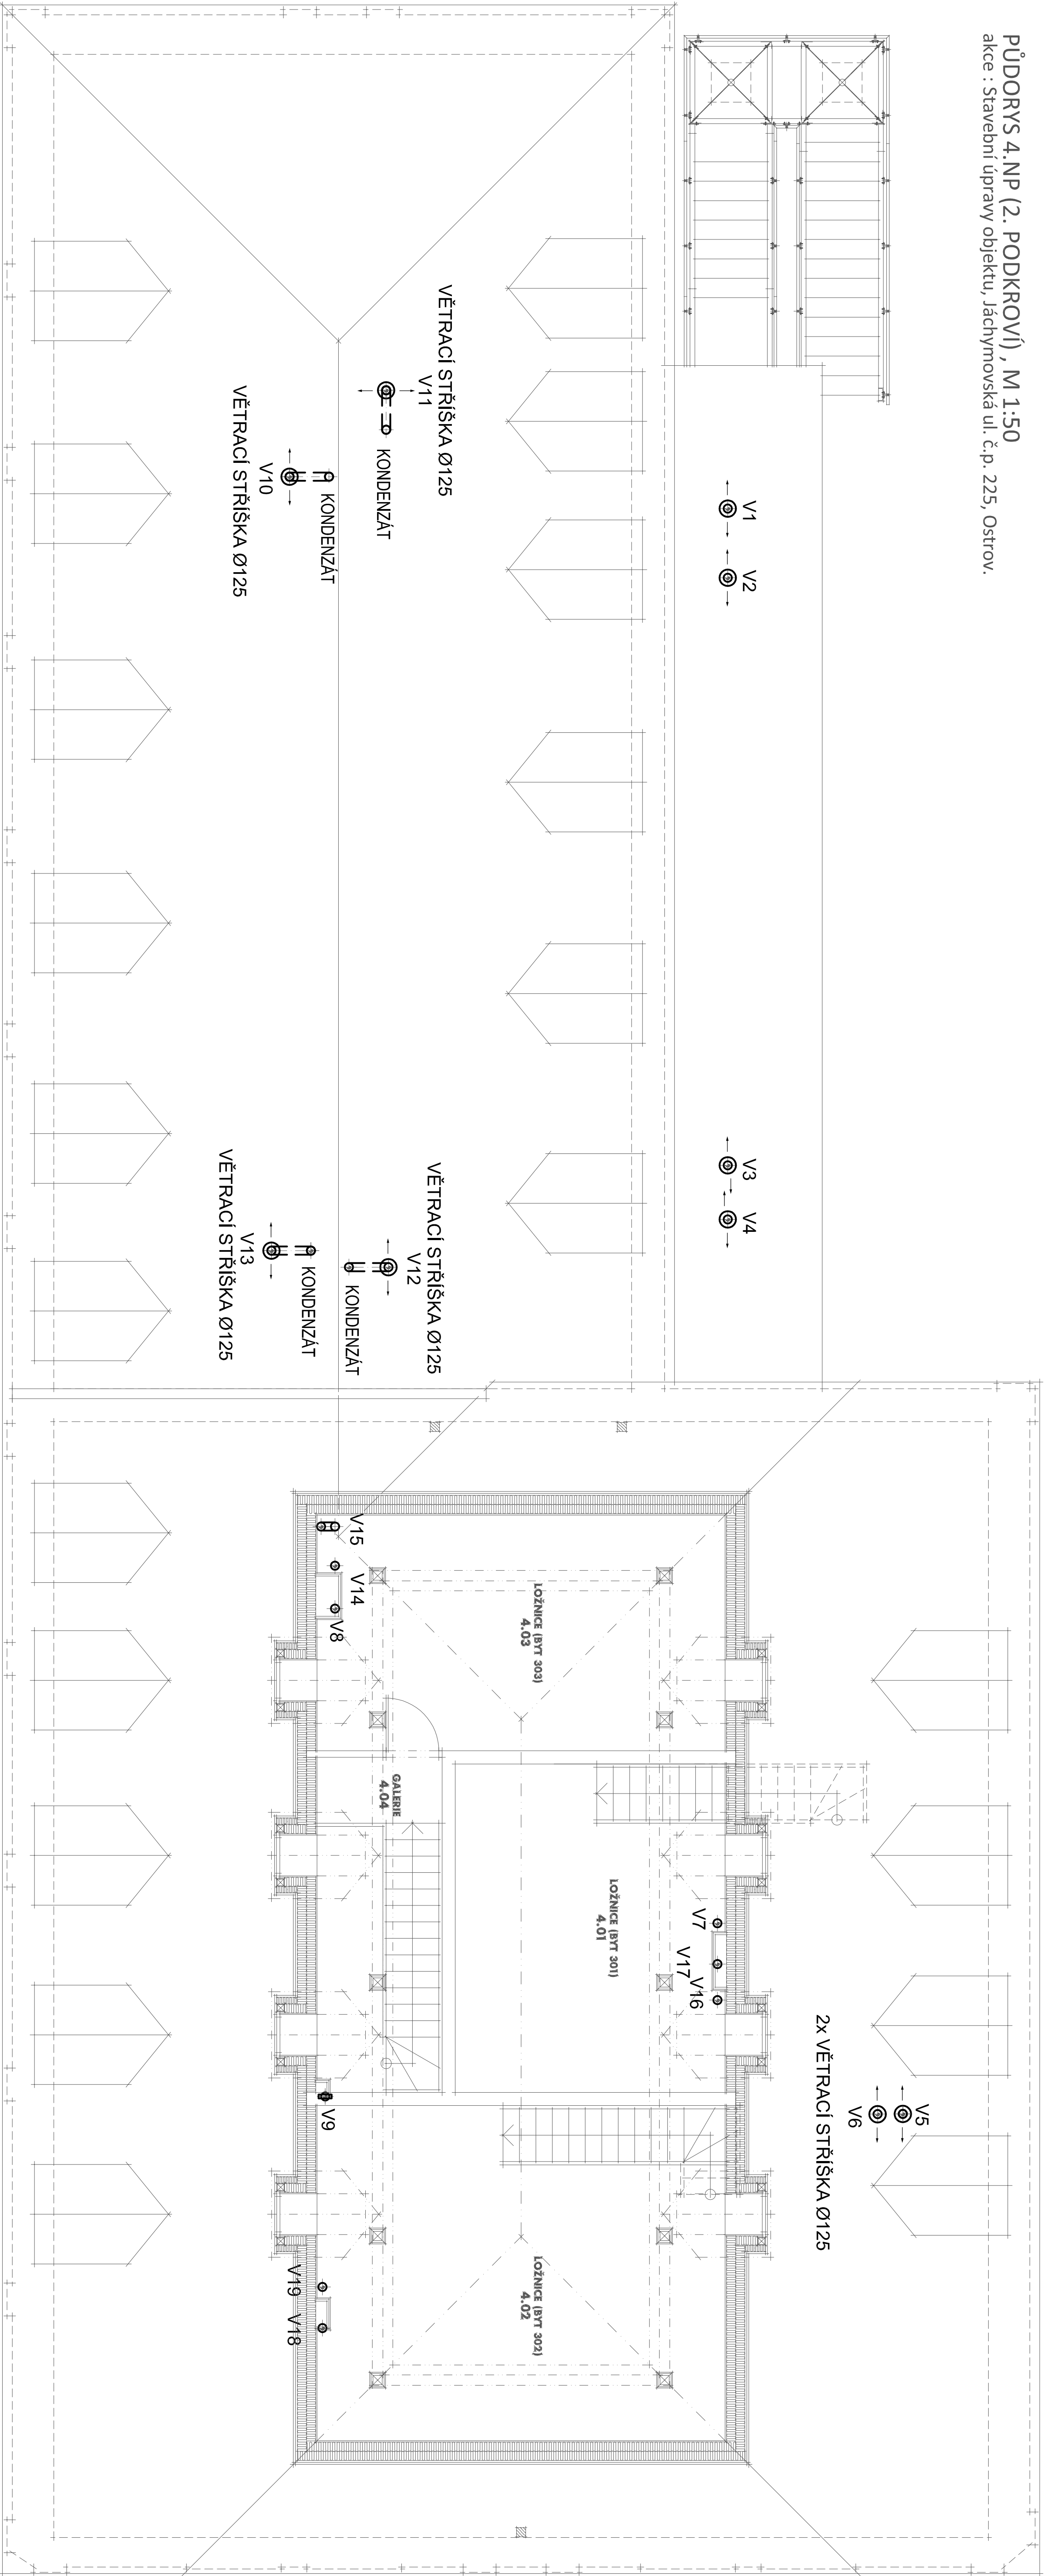 PŮDORYS 4.NP (2. PODKROVÍ) , M 1:50
akce : Stavební úpravy objektu, Jáchymovská ul. č.p. 225, Ostrov.
V1
V2
V3
V4
V5
V6
2x VĚTRACÍ STŘÍŠKA Ø125
VĚTRACÍ STŘÍŠKA Ø125
V11
KONDENZÁT
KONDENZÁT
V10
VĚTRACÍ STŘÍŠKA Ø125
VĚTRACÍ STŘÍŠKA Ø125
V12
KONDENZÁT
KONDENZÁT
V13
VĚTRACÍ STŘÍŠKA Ø125
V7
V17
V16
LOŽNICE (BYT 301)
4.01
LOŽNICE (BYT 303)
4.03
LOŽNICE (BYT 302)
4.02
GALERIE
4.04
V15
V14
V8
V9
V19
V18